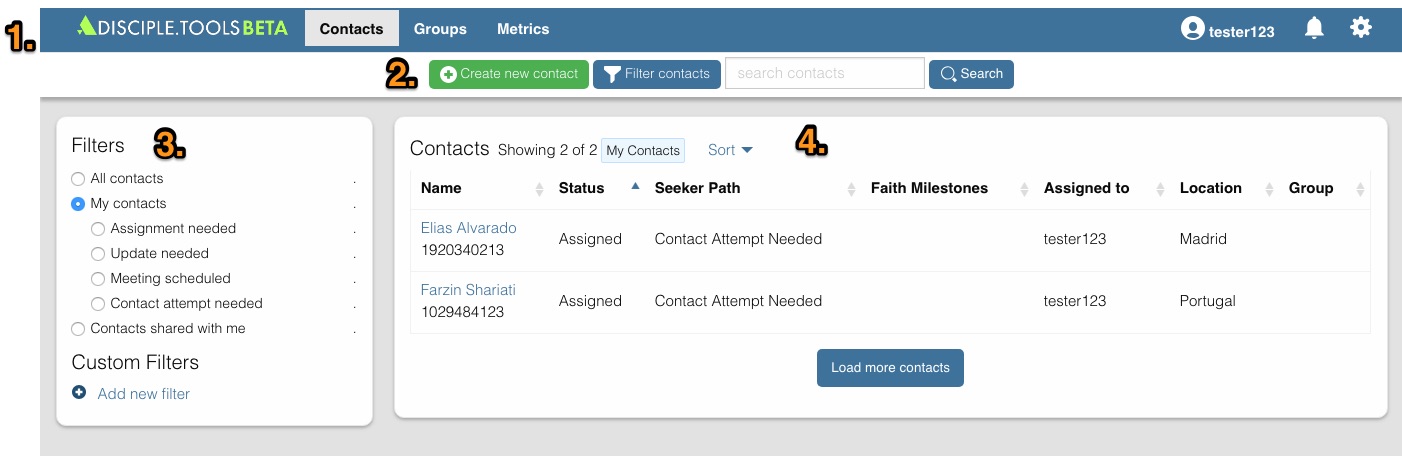 1.
DISCIPLE.TOOLS BETA Contacts Groups Metrics tester123
2.
Create new contact Filter contacts search contacts Search
Filters 3.
All contacts .
My contacts .
Assignment needed .
Update needed .
Meeting scheduled .
Contact attempt needed .
Contacts shared with me .
Custom Filters
Add new filter
Contacts Showing 2 of 2 My Contacts Sort 4.
Name Status Seeker Path Faith Milestones Assigned to Location Group
Elias Alvarado
1920340213 Assigned Contact Attempt Needed tester123 Madrid
Farzin Shariati
1029484123 Assigned Contact Attempt Needed tester123 Portugal
Load more contacts